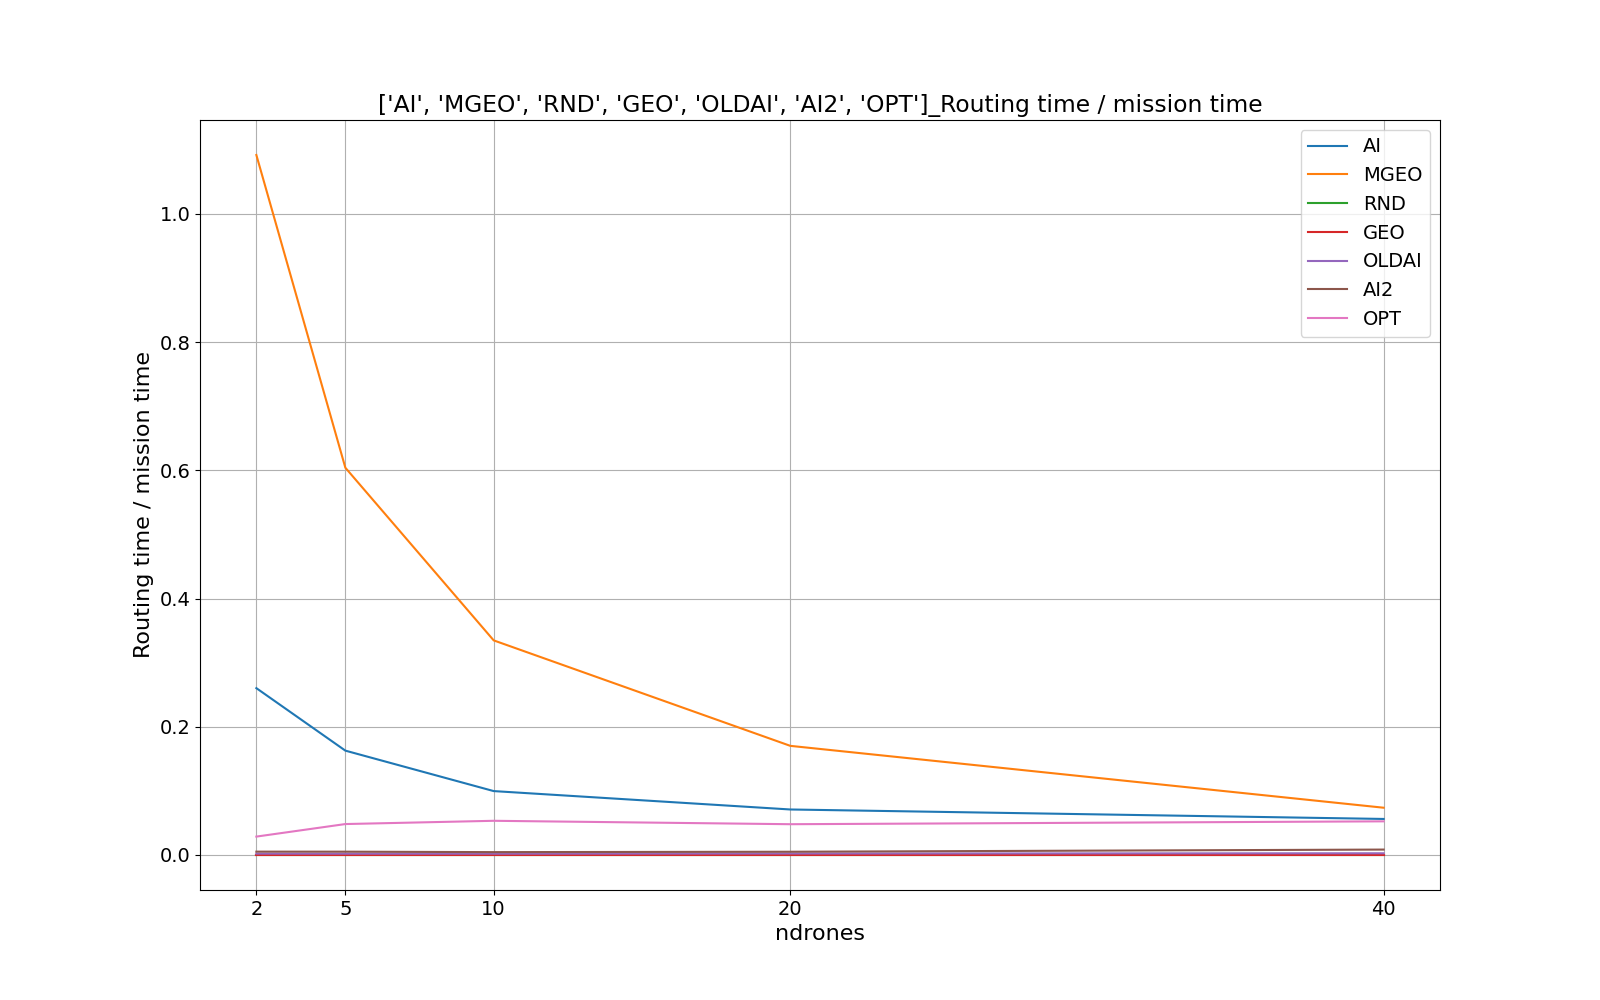 ['AI', 'MGEO', 'RND', 'GEO', 'OLDAI', 'AI2', 'OPT']_Routing time / mission time
AI
MGEO
RND
GEO
OLDAI
AI2
OPT
Routing time / mission time
1.0
0.8
0.6
0.4
0.2
0.0
2 5 10 20 40
ndrones